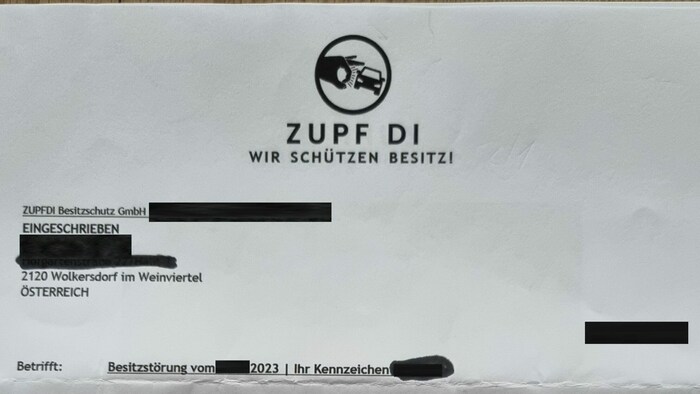 ZUPF DI
WIR SCHÜTZEN BESITZ!
ZUPFDI Besitzschutz GmbH
EINGESCHRIEBEN
2120 Wolkersdorf im Weinviertel
ÖSTERREICH
Betrifft: Besitzstörung vom 2023 | Ihr Kennzeichen